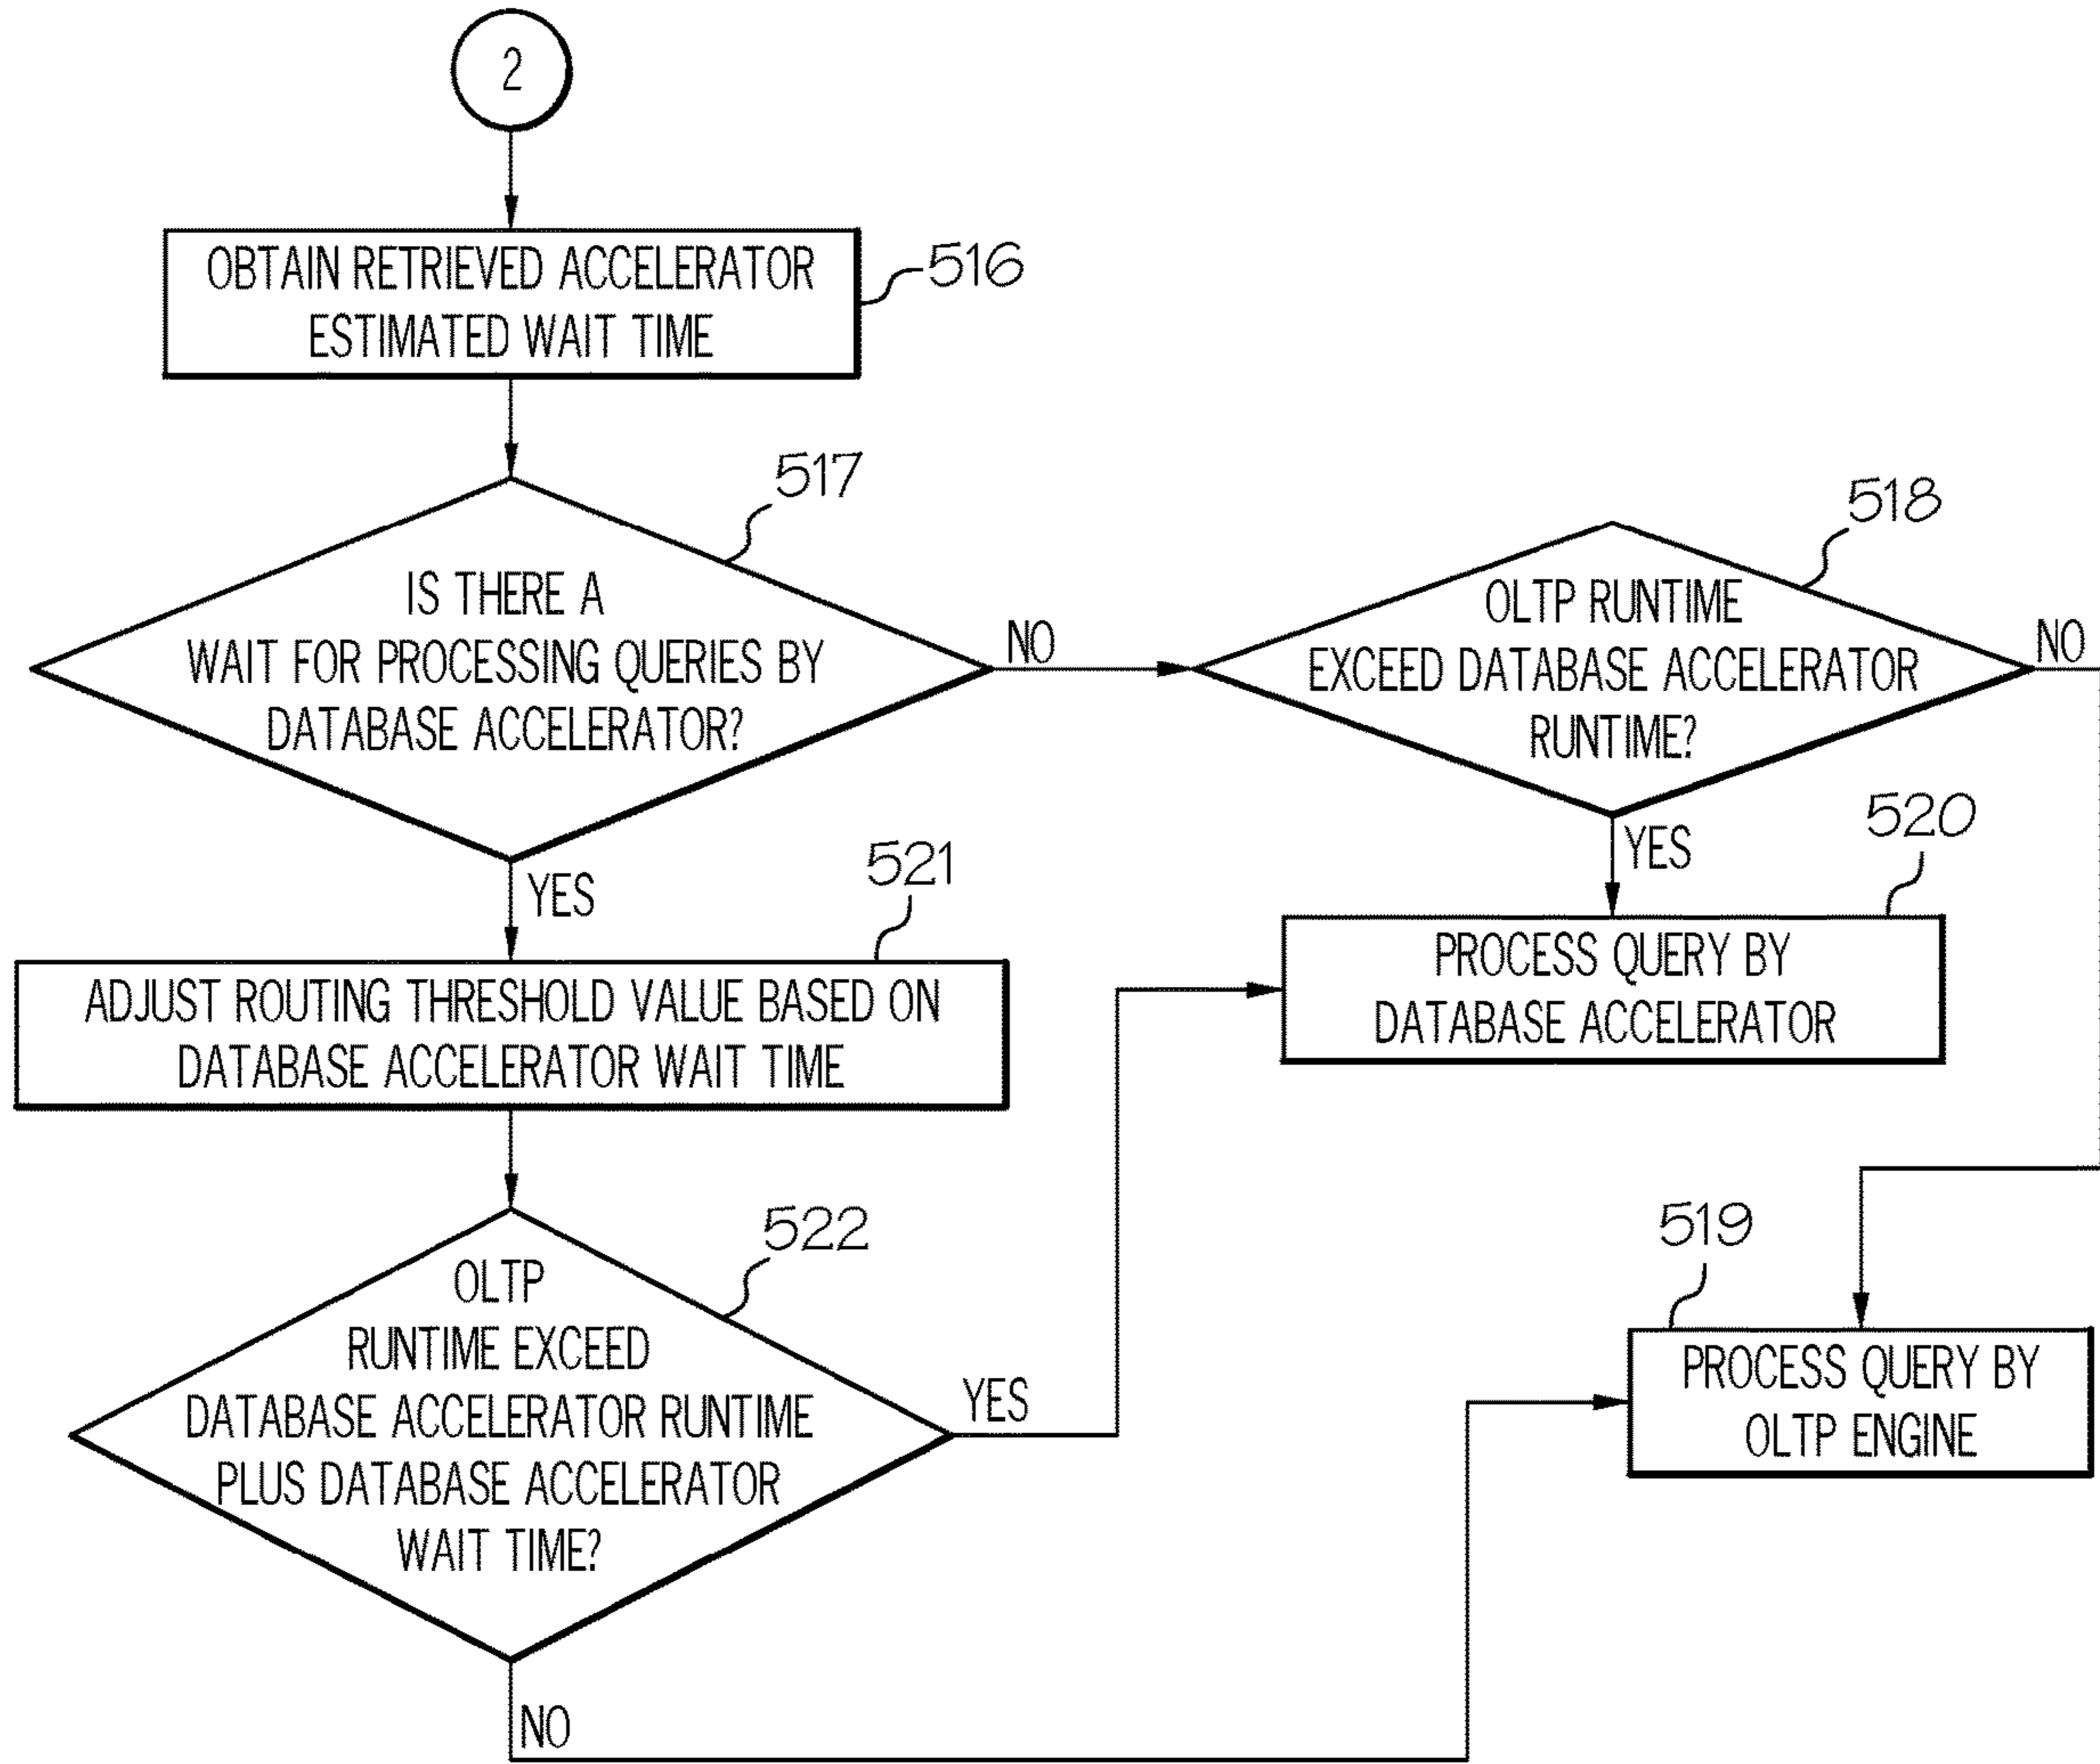 2
OBTAIN RETRIEVED ACCELERATOR
ESTIMATED WAIT TIME
516
517
IS THERE A
WAIT FOR PROCESSING QUERIES BY
DATABASE ACCELERATOR?
NO
518
OLTP RUNTIME
EXCEED DATABASE ACCELERATOR
RUNTIME?
NO
YES
520
PROCESS QUERY BY
DATABASE ACCELERATOR
YES
521
ADJUST ROUTING THRESHOLD VALUE BASED ON
DATABASE ACCELERATOR WAIT TIME
522
OLTP
RUNTIME EXCEED
DATABASE ACCELERATOR RUNTIME
PLUS DATABASE ACCELERATOR
WAIT TIME?
YES
519
PROCESS QUERY BY
OLTP ENGINE
NO